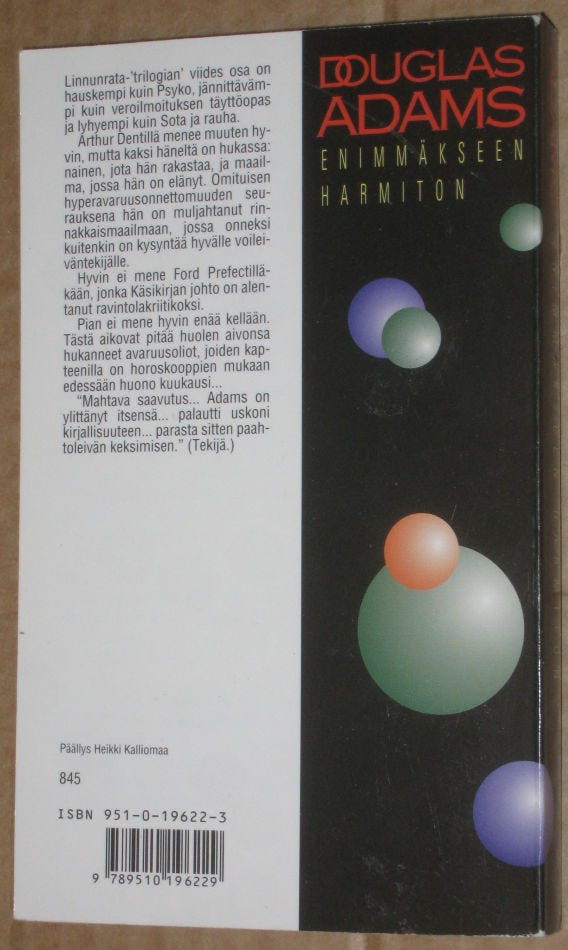 Linnunrata-'trilogian' viides osa on
hauskempi kuin Psyko, jännittäväm-
pi kuin veroilmoituksen täyttöopas
ja lyhyempi kuin Sota ja rauha.
Arthur Dentillä menee muuten hy-
vin, mutta kaksi häneltä on hukassa:
nainen, jota hän rakastaa, ja maail-
ma, jossa hän on elänyt. Omituisen
hyperavaruusonnettomuuden seu-
rauksena hän on muljahtanut rin-
nakkaismaailmaan, jossa onneksi
kuitenkin on kysyntää hyvälle voilei-
väntekijälle.
Hyvin ei mene Ford Prefectillä-
kään, jonka Käsikirjan johto on alen-
tanut ravintolakriitikoksi.
Pian ei mene hyvin enää kellään.
Tästä aikovat pitää huolen aivonsa
hukanneet avaruusoliot, joiden kap-
teenilla on horoskooppien mukaan
edessään huono kuukausi...
"Mahtava saavutus... Adams on
ylittänyt itsensä... palautti uskoni
kirjallisuuteen... parasta sitten paah-
toleivän keksimisen." (Tekijä.)
Päällys Heikki Kalliomaa
845
ISBN 951-0-19622-3
9 789510 196229
DOUGLAS
ADAMS
ENIMMÄKSEEN
HARMITON